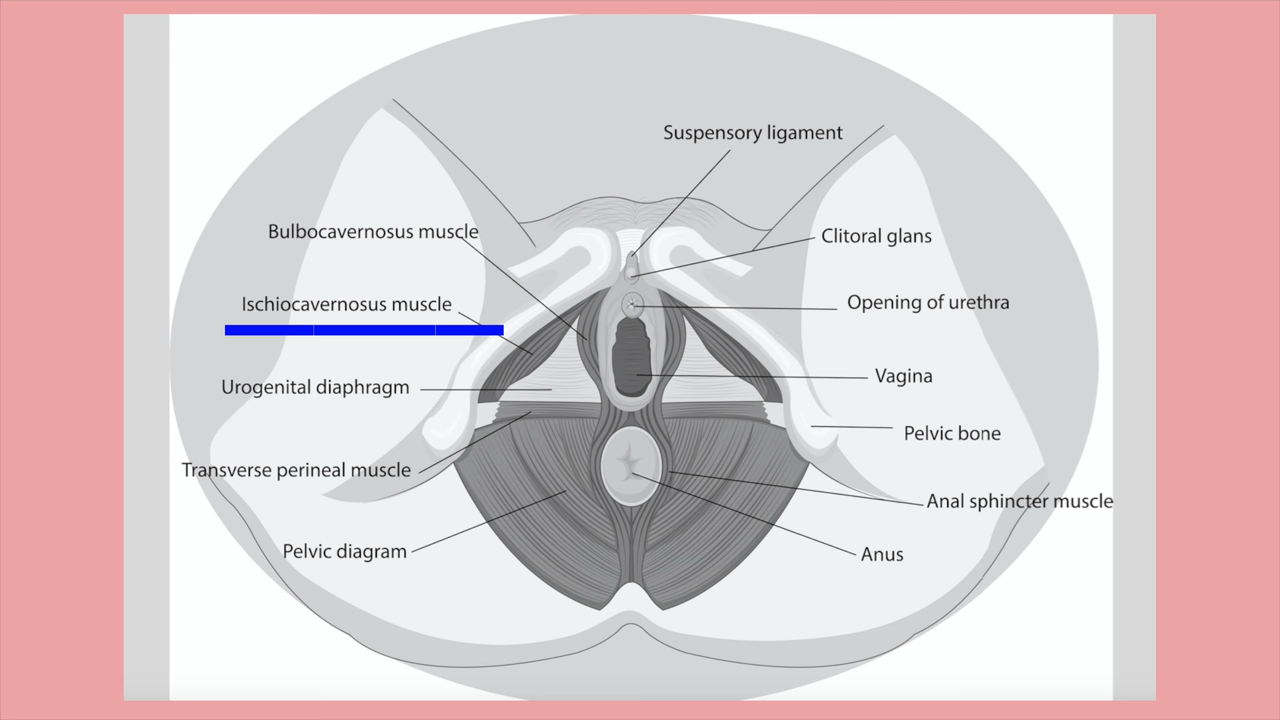 Suspensory ligament
Bulbocavernosus muscle
Clitoral glans
Ischiocavernosus muscle
Opening of urethra
Urogenital diaphragm
Vagina
Pelvic bone
Transverse perineal muscle
Anal sphincter muscle
Pelvic diagram
Anus